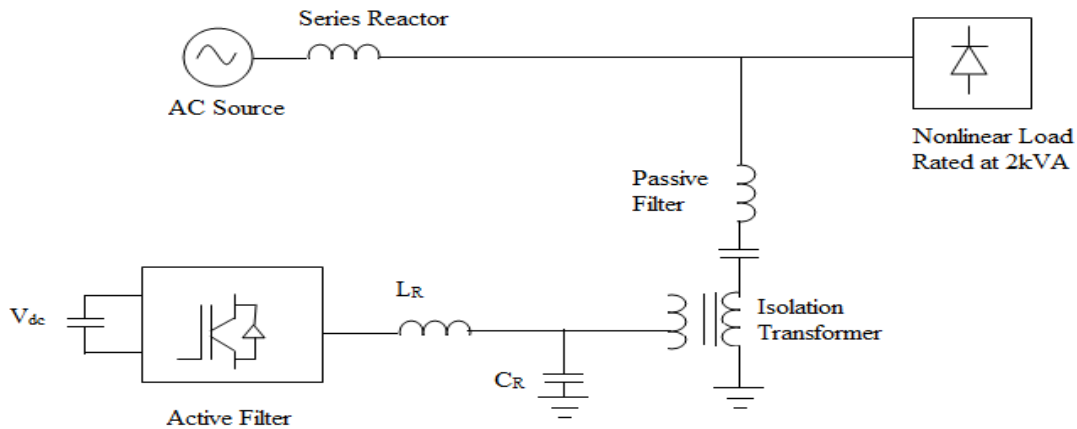 Series Reactor
AC Source
Nonlinear Load
Rated at 2kVA
Passive
Filter
Isolation
Transformer
LR
Vdc
CR
Active Filter